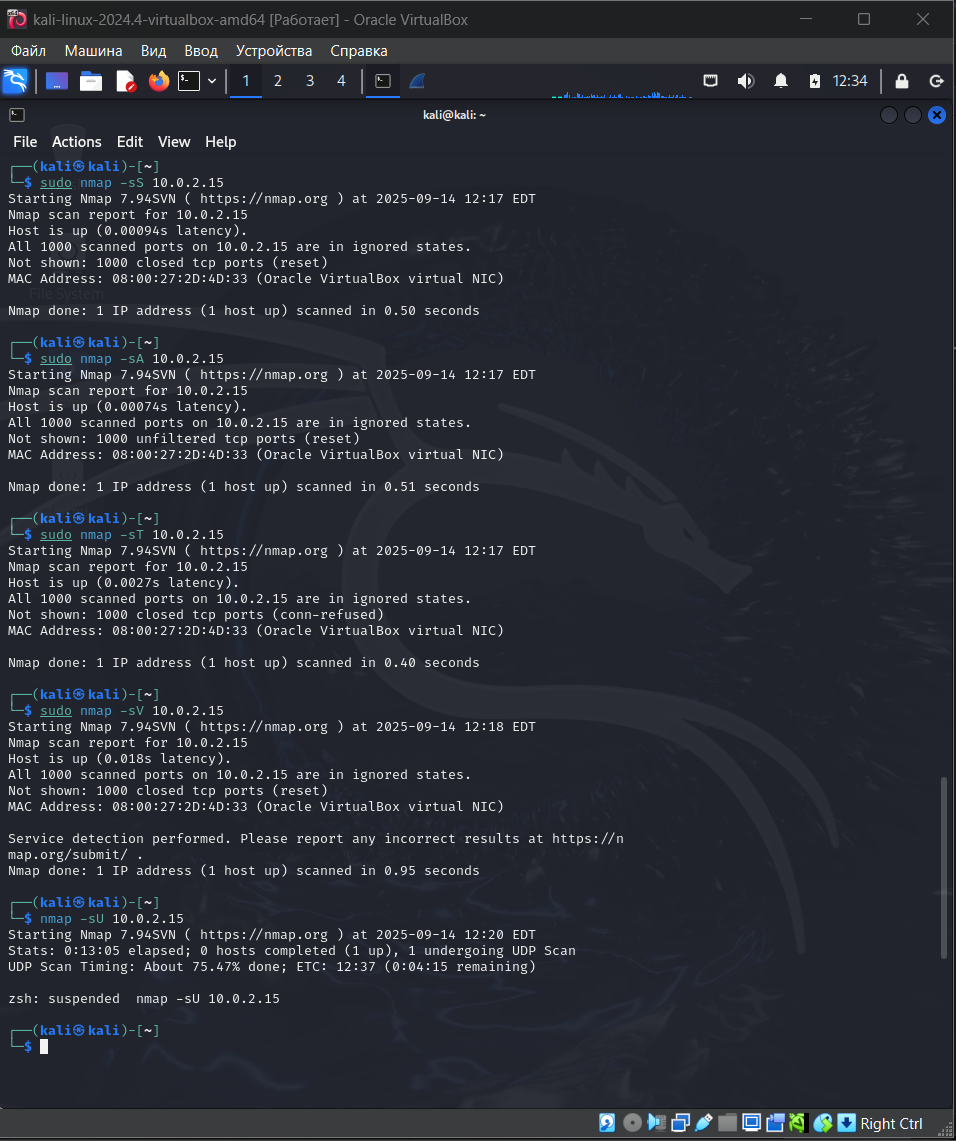 kali-linux-2024.4-virtualbox-amd64 [Работает] - Oracle VirtualBox
Файл Машина Вид Ввод Устройства Справка
1 2 3 4 12:34
kali@kali: ~
File Actions Edit View Help
┌──(kali㉿kali)-[~]
└─$ sudo nmap -sS 10.0.2.15
Starting Nmap 7.94SVN ( https://nmap.org ) at 2025-09-14 12:17 EDT
Nmap scan report for 10.0.2.15
Host is up (0.00094s latency).
All 1000 scanned ports on 10.0.2.15 are in ignored states.
Not shown: 1000 closed tcp ports (reset)
MAC Address: 08:00:27:2D:4D:33 (Oracle VirtualBox virtual NIC)
File System
Nmap done: 1 IP address (1 host up) scanned in 0.50 seconds
┌──(kali㉿kali)-[~]
└─$ sudo nmap -sA 10.0.2.15
Starting Nmap 7.94SVN ( https://nmap.org ) at 2025-09-14 12:17 EDT
Nmap scan report for 10.0.2.15
Host is up (0.00074s latency).
All 1000 scanned ports on 10.0.2.15 are in ignored states.
Not shown: 1000 unfiltered tcp ports (reset)
MAC Address: 08:00:27:2D:4D:33 (Oracle VirtualBox virtual NIC)
Nmap done: 1 IP address (1 host up) scanned in 0.51 seconds
┌──(kali㉿kali)-[~]
└─$ sudo nmap -sT 10.0.2.15
Starting Nmap 7.94SVN ( https://nmap.org ) at 2025-09-14 12:17 EDT
Nmap scan report for 10.0.2.15
Host is up (0.0027s latency).
All 1000 scanned ports on 10.0.2.15 are in ignored states.
Not shown: 1000 closed tcp ports (conn-refused)
MAC Address: 08:00:27:2D:4D:33 (Oracle VirtualBox virtual NIC)
Nmap done: 1 IP address (1 host up) scanned in 0.40 seconds
┌──(kali㉿kali)-[~]
└─$ sudo nmap -sV 10.0.2.15
Starting Nmap 7.94SVN ( https://nmap.org ) at 2025-09-14 12:18 EDT
Nmap scan report for 10.0.2.15
Host is up (0.018s latency).
All 1000 scanned ports on 10.0.2.15 are in ignored states.
Not shown: 1000 closed tcp ports (reset)
MAC Address: 08:00:27:2D:4D:33 (Oracle VirtualBox virtual NIC)
Service detection performed. Please report any incorrect results at https://n
map.org/submit/ .
Nmap done: 1 IP address (1 host up) scanned in 0.95 seconds
┌──(kali㉿kali)-[~]
└─$ nmap -sU 10.0.2.15
Starting Nmap 7.94SVN ( https://nmap.org ) at 2025-09-14 12:20 EDT
Stats: 0:13:05 elapsed; 0 hosts completed (1 up), 1 undergoing UDP Scan
UDP Scan Timing: About 75.47% done; ETC: 12:37 (0:04:15 remaining)
zsh: suspended  nmap -sU 10.0.2.15
┌──(kali㉿kali)-[~]
└─$
Right Ctrl